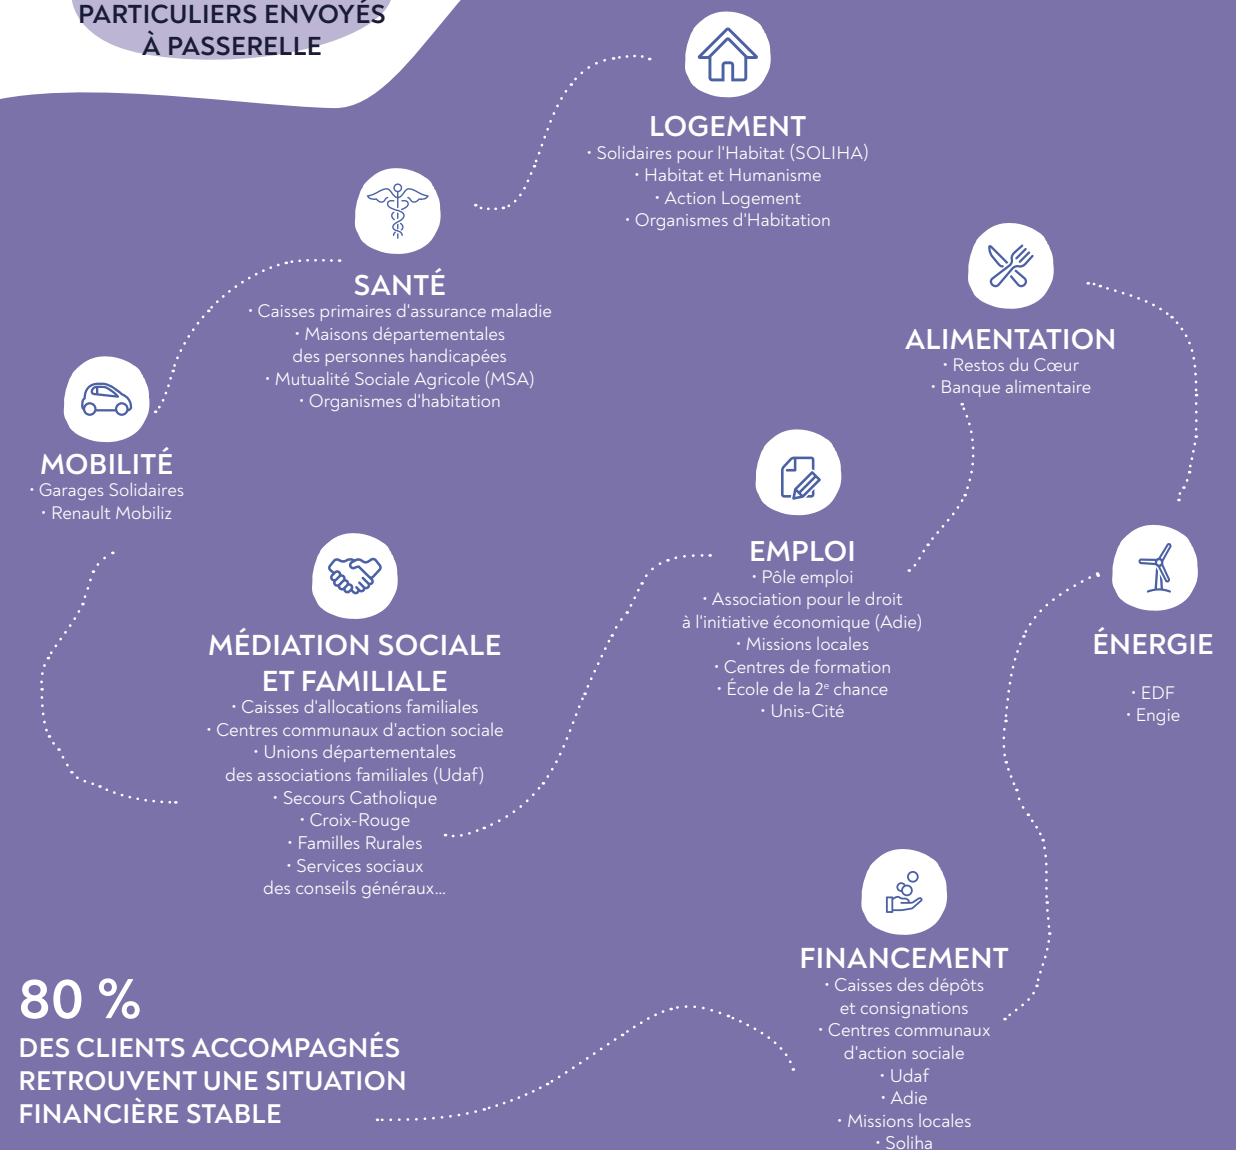 PARTICULIERS ENVOYÉS
À PASSERELLE
LOGEMENT
• Solidaires pour l'Habitat (SOLIHA)
• Habitat et Humanisme
• Action Logement
• Organismes d'Habitation
SANTÉ
• Caisses primaires d'assurance maladie
• Maisons départementales
des personnes handicapées
• Mutualité Sociale Agricole (MSA)
• Organismes d'habitation
ALIMENTATION
• Restos du Cœur
• Banque alimentaire
MOBILITÉ
• Garages Solidaires
• Renault Mobiliz
EMPLOI
• Pôle emploi
• Association pour le droit
à l'initiative économique (Adie)
• Missions locales
• Centres de formation
• École de la 2e chance
• Unis-Cité
ÉNERGIE
• EDF
• Engie
MÉDIATION SOCIALE
ET FAMILIALE
• Caisses d'allocations familiales
• Centres communaux d'action sociale
• Unions départementales
des associations familiales (Udaf)
• Secours Catholique
• Croix-Rouge
• Familles Rurales
• Services sociaux
des conseils généraux...
FINANCEMENT
• Caisses des dépôts
et consignations
• Centres communaux
d'action sociale
• Udaf
• Adie
• Missions locales
• Soliha
80 %
DES CLIENTS ACCOMPAGNÉS
RETROUVENT UNE SITUATION
FINANCIÈRE STABLE